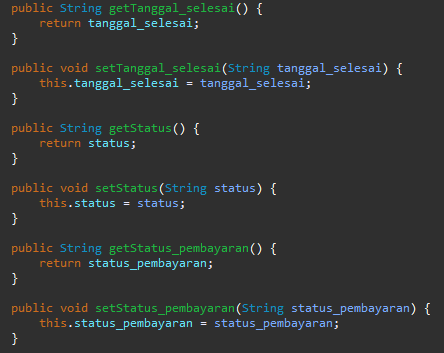 public String getTanggal_selesai() {
    return tanggal_selesai;
}
public void setTanggal_selesai(String tanggal_selesai) {
    this.tanggal_selesai = tanggal_selesai;
}
public String getStatus() {
    return status;
}
public void setStatus(String status) {
    this.status = status;
}
public String getStatus_pembayaran() {
    return status_pembayaran;
}
public void setStatus_pembayaran(String status_pembayaran) {
    this.status_pembayaran = status_pembayaran;
}